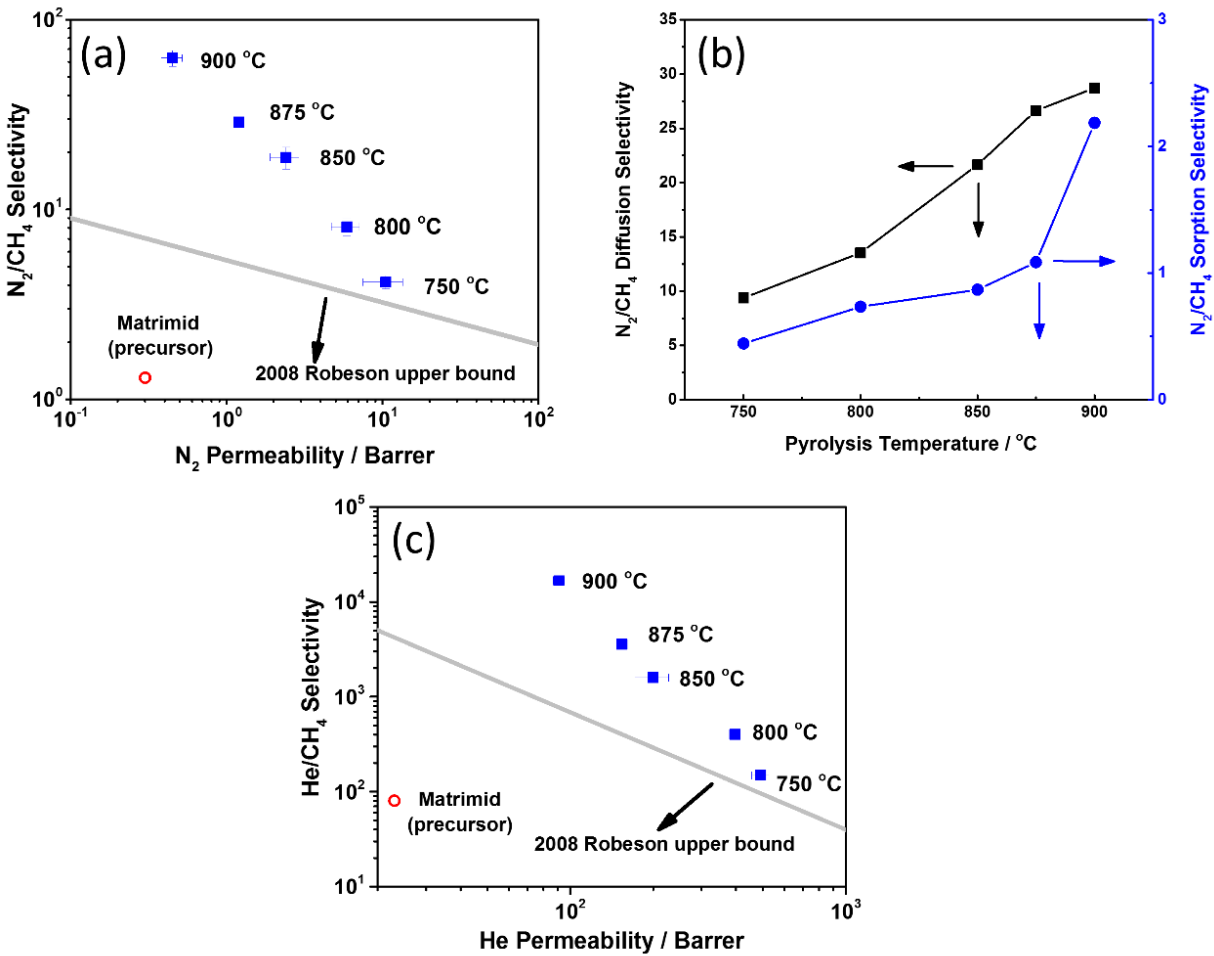 (a)
10²
10¹
10⁰
N₂/CH₄ Selectivity
900 °C
875 °C
850 °C
800 °C
750 °C
Matrimid
(precursor)
2008 Robeson upper bound
10⁻¹
10⁰
10¹
10²
N₂ Permeability / Barrer
(b)
35
30
25
20
15
10
5
0
N₂/CH₄ Diffusion Selectivity
3
2
1
0
N₂/CH₄ Sorption Selectivity
750
800
850
900
Pyrolysis Temperature / °C
(c)
10⁵
10⁴
10³
10²
10¹
He/CH₄ Selectivity
900 °C
875 °C
850 °C
800 °C
750 °C
Matrimid
(precursor)
2008 Robeson upper bound
10²
10³
He Permeability / Barrer